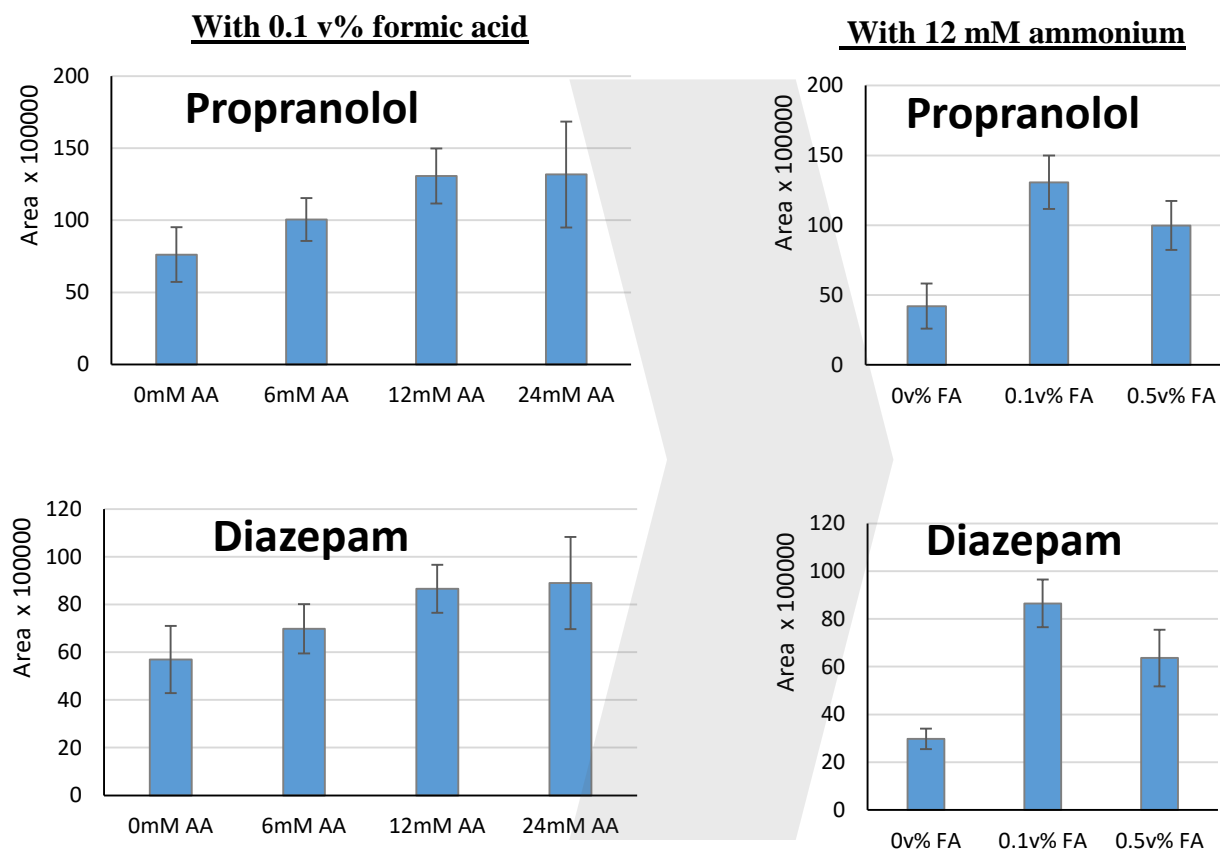 With 0.1 v% formic acid
Propranolol
Area x 100000
200
150
100
50
0
0mM AA 6mM AA 12mM AA 24mM AA
Diazepam
Area x 100000
120
100
80
60
40
20
0
0mM AA 6mM AA 12mM AA 24mM AA
With 12 mM ammonium
Propranolol
Area x 100000
200
150
100
50
0
0v% FA 0.1v% FA 0.5v% FA
Diazepam
Area x 100000
120
100
80
60
40
20
0
0v% FA 0.1v% FA 0.5v% FA